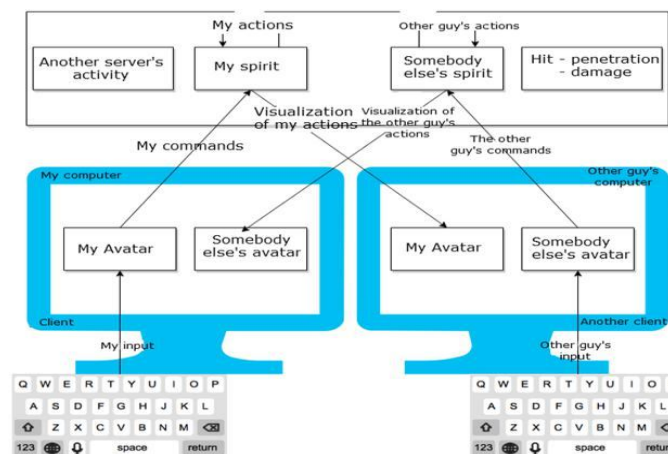 My actions
Other guy's actions
Another server's
activity
My spirit
Somebody
else's spirit
Hit - penetration
- damage
Visualization
of my actions
Visualization of
the other guy's
actions
My commands
The other
guy's commands
My computer
Other guy's
computer
My Avatar
Somebody
else's avatar
My Avatar
Somebody
else's avatar
Client
Another client
My input
Other guy's
input
Q W E R T Y U I O P
A S D F G H J K L
Z X C V B N M
123 space return
Q W E R T Y U I O
A S D F G H J K L
Z X C V B N M
123 space return